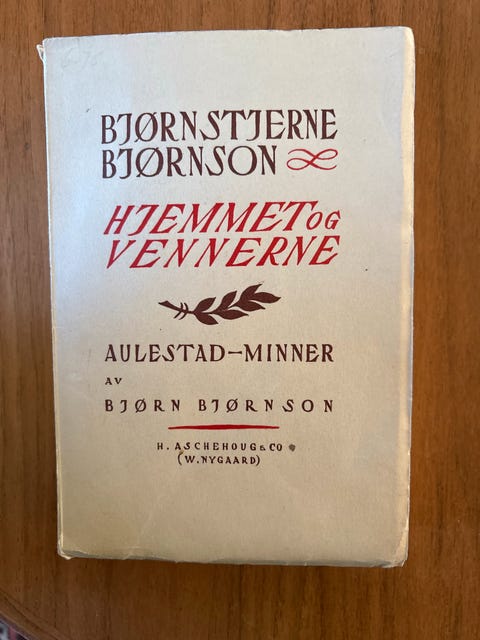 BJØRNSTJERNE
BJØRNSON
HJEMMET OG
VENNERNE
AULESTAD–MINNER
AV
BJØRN BJØRNSON
H. ASCHEHOUG & CO
(W. NYGAARD)